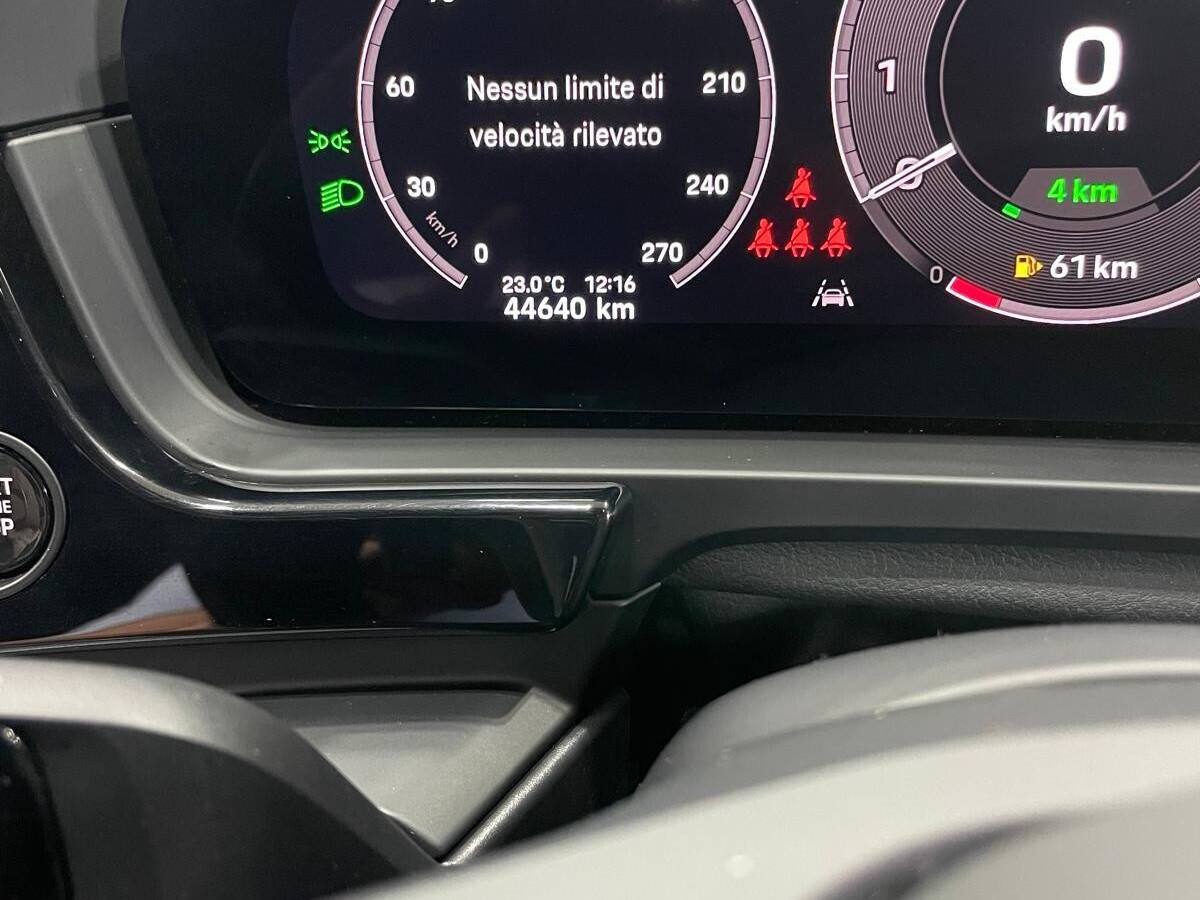 60
Nessun limite di
velocità rilevato
210
30
240
km/h
0
270
23.0°C 12:16
44640 km
1
0
0
km/h
4 km
61 km
0